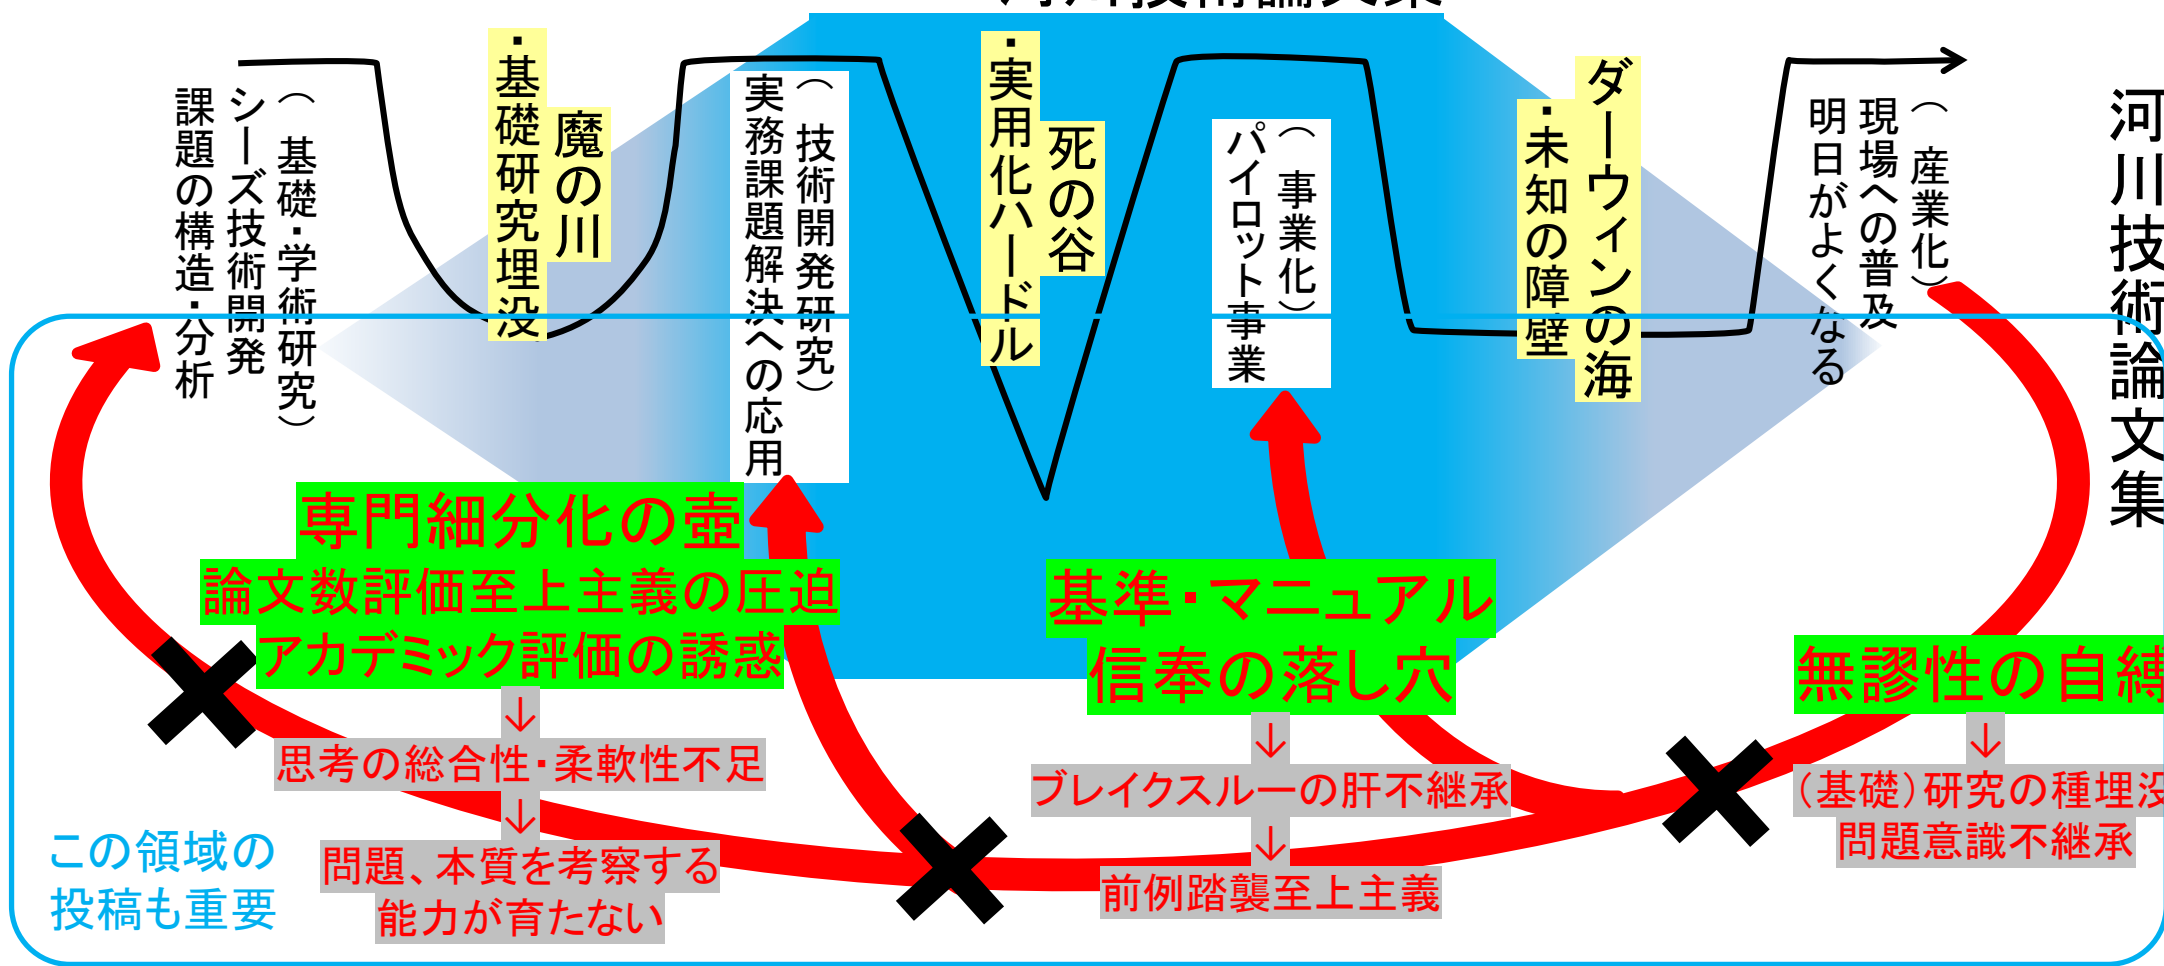 河川技術論文集
(基礎・学術研究)
シーズ技術開発
課題の構造・分析
魔の川
・基礎研究埋没
(技術開発研究)
実務課題解決への応用
死の谷
・実用化ハードル
(事業化)
パイロット事業
ダーウィンの海
・未知の障壁
(産業化)
現場への普及
明日がよくなる
河川技術論文集
専門細分化の壺
論文数評価至上主義の圧迫
アカデミック評価の誘惑
↓
思考の総合性・柔軟性不足
↓
問題、本質を考察する
能力が育たない
基準・マニュアル
信奉の落し穴
↓
ブレイクスルーの肝不継承
↓
前例踏襲至上主義
無謬性の自縛
↓
(基礎)研究の種埋没
問題意識不継承
この領域の
投稿も重要